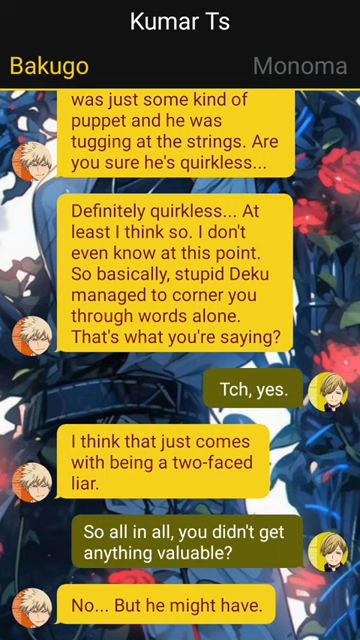 Kumar Ts
Bakugo
Monoma
was just some kind of
puppet and he was
tugging at the strings. Are
you sure he's quirkless...
Definitely quirkless... At
least I think so. I don't
even know at this point.
So basically, stupid Deku
managed to corner you
through words alone.
That's what you're saying?
Tch, yes.
I think that just comes
with being a two-faced
liar.
So all in all, you didn't get
anything valuable?
No... But he might have.